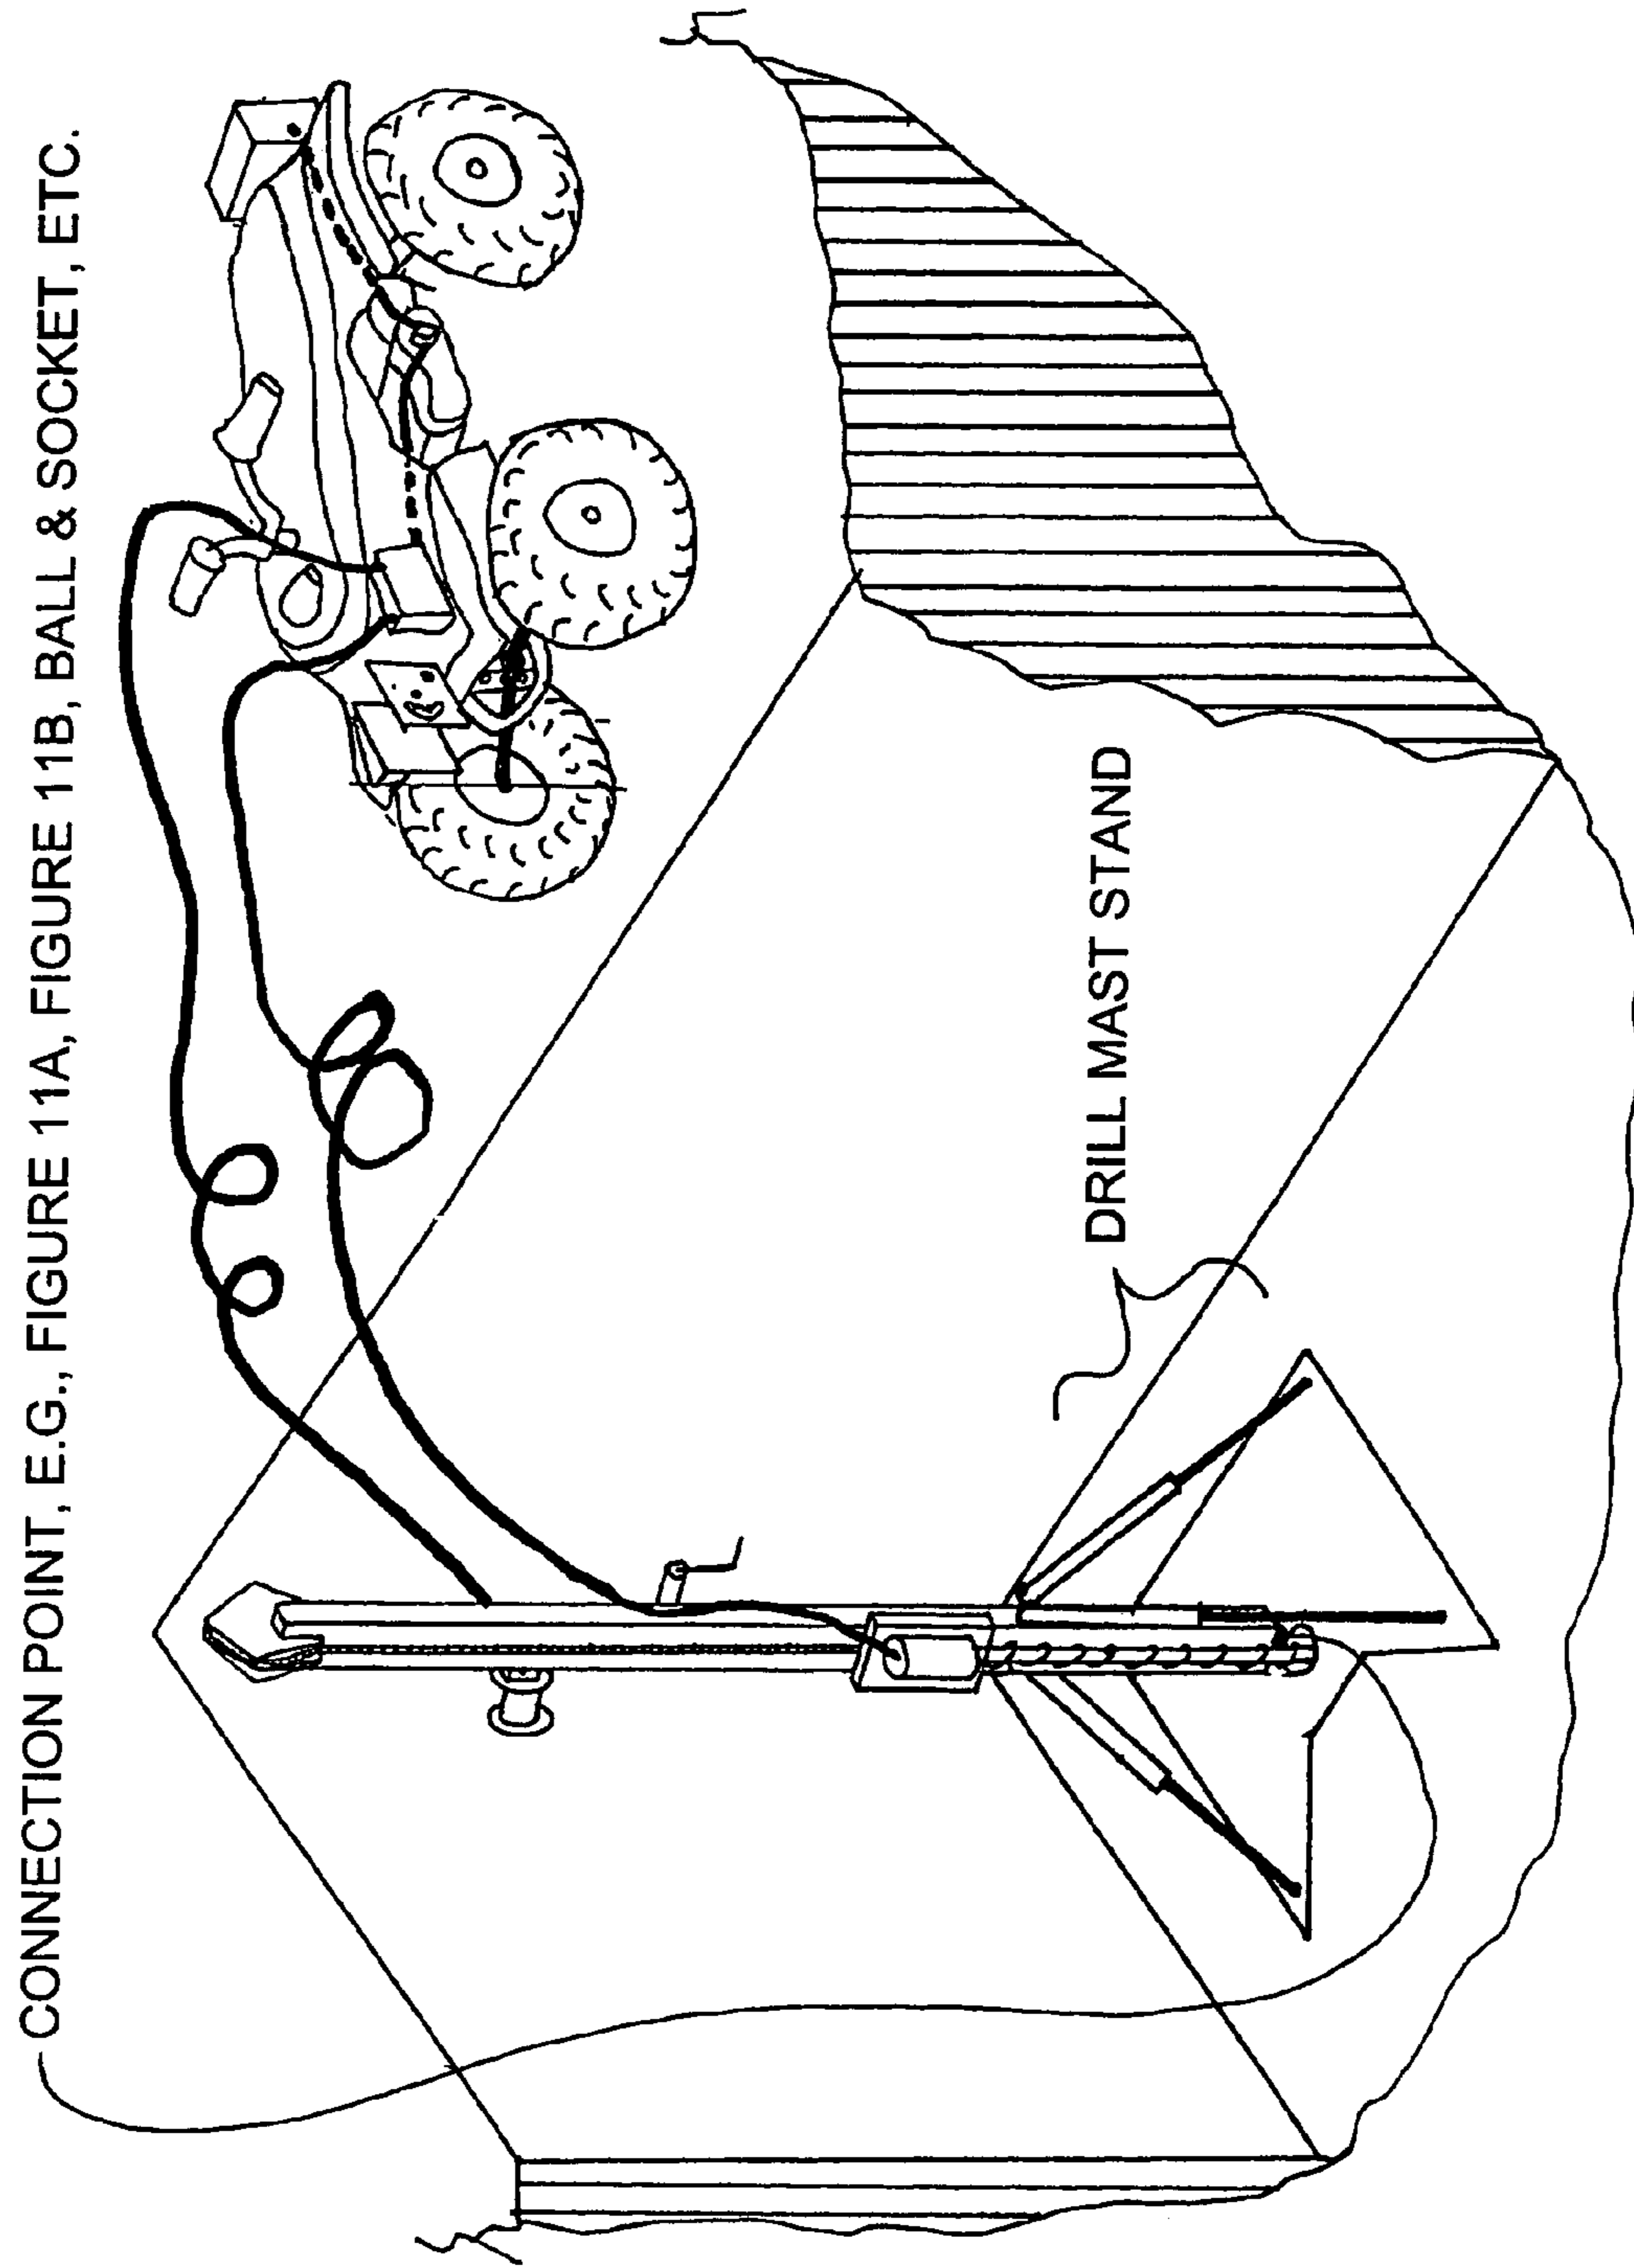 CONNECTION POINT, E.G., FIGURE 11A, FIGURE 11B, BALL & SOCKET, ETC.
DRILL MAST STAND